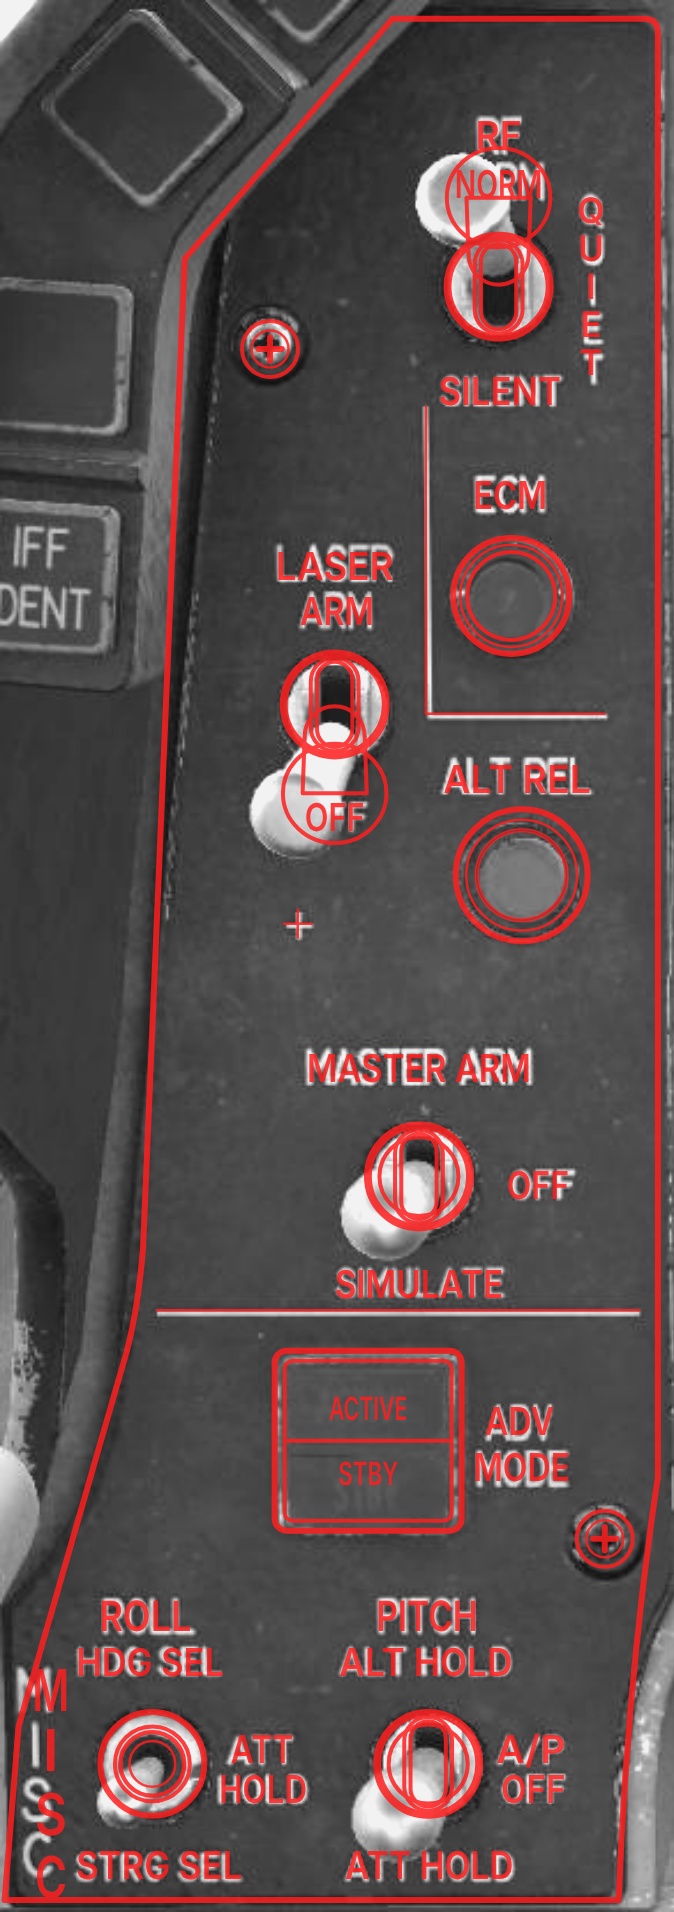 RF
NORM
QUIET
SILENT
ECM
IFF
DENT
LASER
ARM
ALT REL
OFF
MASTER ARM
OFF
SIMULATE
ACTIVE
STBY
ADV
MODE
ROLL
HDG SEL
PITCH
ALT HOLD
MISC
ATT
HOLD
A/P
OFF
STRG SEL
ATT HOLD